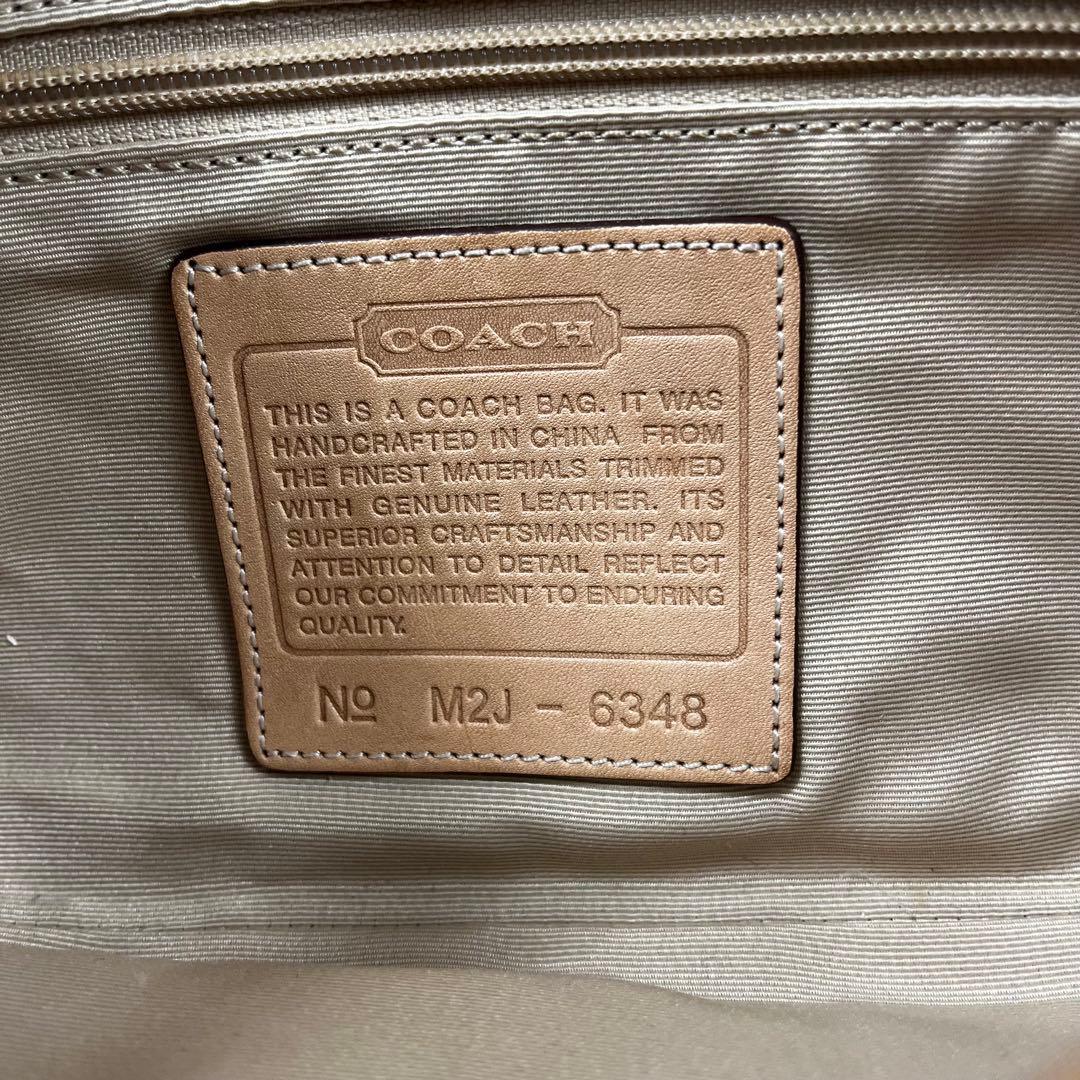 COACH
THIS IS A COACH BAG. IT WAS
HANDCRAFTED IN CHINA FROM
THE FINEST MATERIALS TRIMMED
WITH GENUINE LEATHER. ITS
SUPERIOR CRAFTSMANSHIP AND
ATTENTION TO DETAIL REFLECT
OUR COMMITMENT TO ENDURING
QUALITY.
Nº M2J - 6348